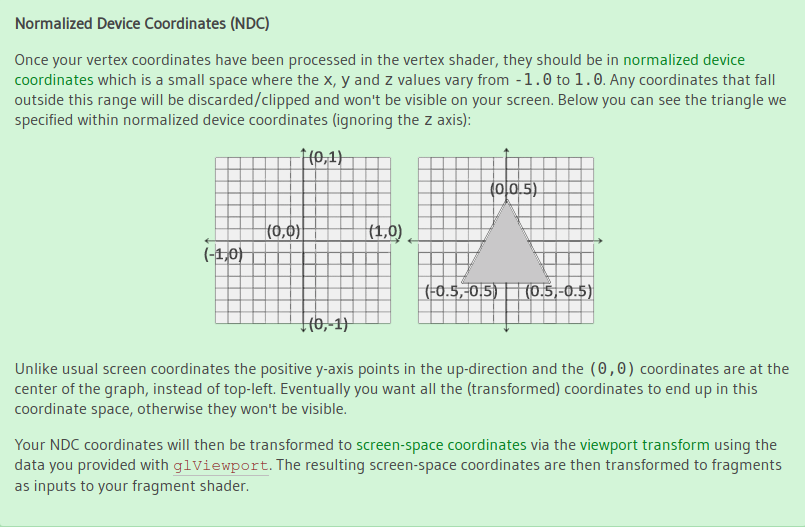 Normalized Device Coordinates (NDC)
Once your vertex coordinates have been processed in the vertex shader, they should be in normalized device
coordinates which is a small space where the x, y and z values vary from -1.0 to 1.0. Any coordinates that fall
outside this range will be discarded/clipped and won't be visible on your screen. Below you can see the triangle we
specified within normalized device coordinates (ignoring the z axis):
(0,1)
(0,0)
(1,0)
(-1,0)
(0,-1)
(0,0.5)
(-0.5,-0.5)
(0.5,-0.5)
Unlike usual screen coordinates the positive y-axis points in the up-direction and the (0,0) coordinates are at the
center of the graph, instead of top-left. Eventually you want all the (transformed) coordinates to end up in this
coordinate space, otherwise they won't be visible.
Your NDC coordinates will then be transformed to screen-space coordinates via the viewport transform using the
data you provided with glViewport. The resulting screen-space coordinates are then transformed to fragments
as inputs to your fragment shader.